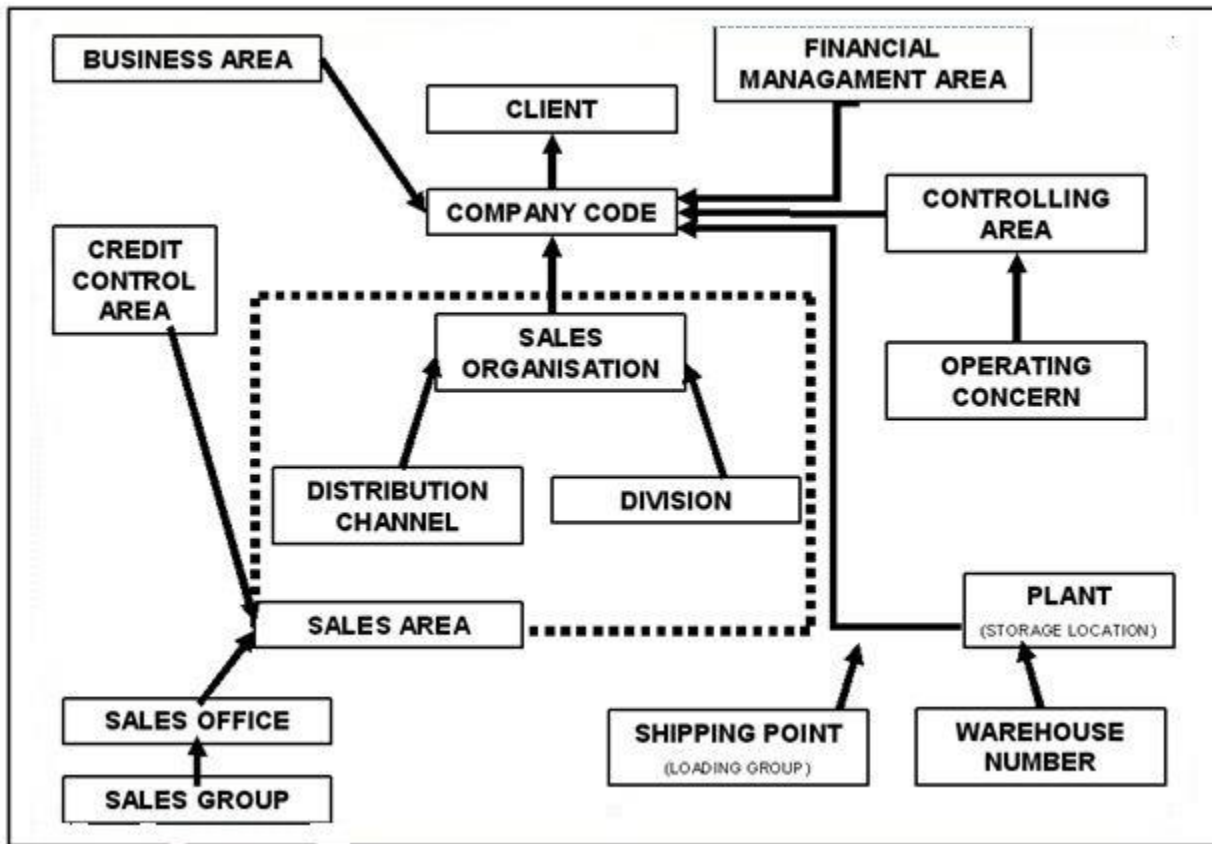 BUSINESS AREA
FINANCIAL
MANAGAMENT AREA
CLIENT
COMPANY CODE
CONTROLLING
AREA
CREDIT
CONTROL
AREA
SALES
ORGANISATION
OPERATING
CONCERN
DISTRIBUTION
CHANNEL
DIVISION
SALES AREA
PLANT
(STORAGE LOCATION)
SALES OFFICE
SHIPPING POINT
(LOADING GROUP)
WAREHOUSE
NUMBER
SALES GROUP